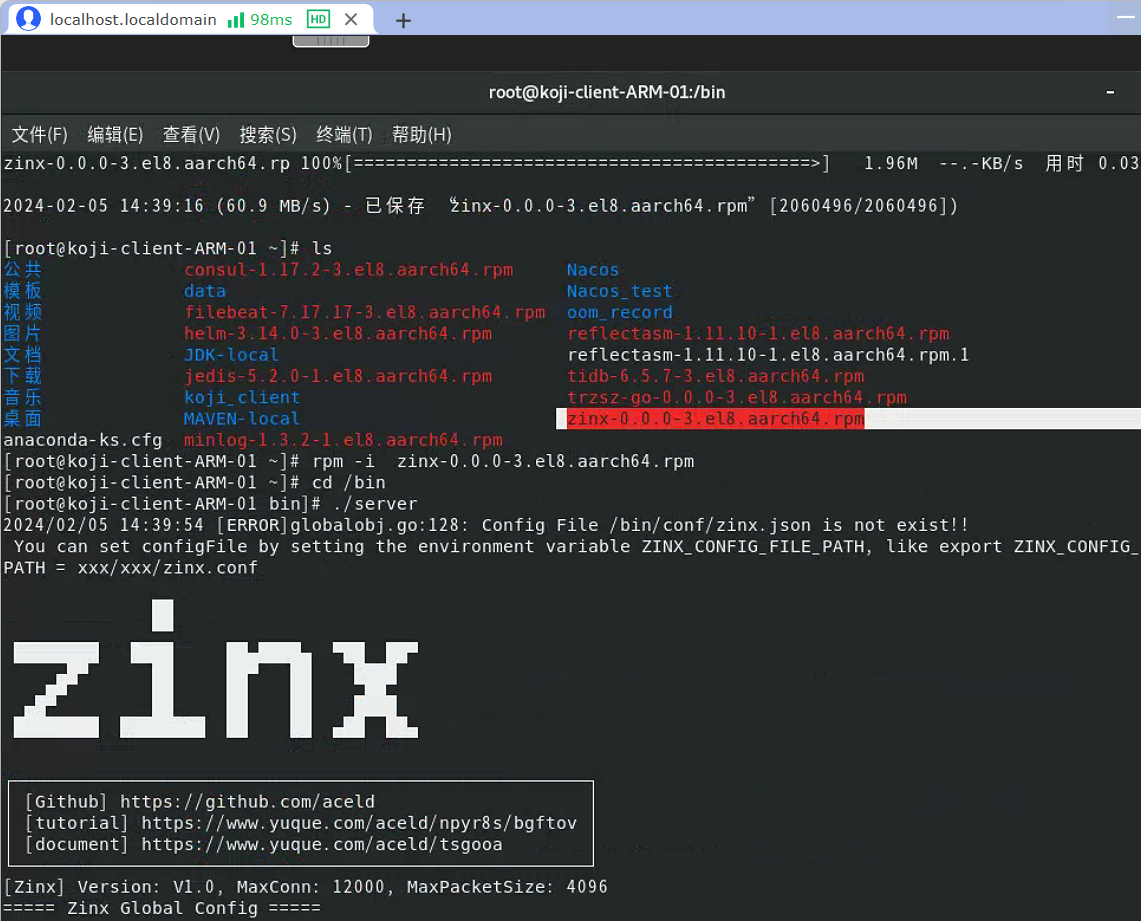 localhost.localdomain 98ms HD
root@koji-client-ARM-01:/bin
文件(F) 编辑(E) 查看(V) 搜索(S) 终端(T) 帮助(H)
zinx-0.0.0-3.el8.aarch64.rp 100%[===========================================>] 1.96M --.-KB/s 用时 0.03
2024-02-05 14:39:16 (60.9 MB/s) - 已保存 “zinx-0.0.0-3.el8.aarch64.rpm” [2060496/2060496])
[root@koji-client-ARM-01 ~]# ls
公共 consul-1.17.2-3.el8.aarch64.rpm Nacos
模板 data Nacos_test
视频 filebeat-7.17.17-3.el8.aarch64.rpm oom_record
图片 helm-3.14.0-3.el8.aarch64.rpm reflectasm-1.11.10-1.el8.aarch64.rpm
文档 JDK-local reflectasm-1.11.10-1.el8.aarch64.rpm.1
下载 jedis-5.2.0-1.el8.aarch64.rpm tidb-6.5.7-3.el8.aarch64.rpm
音乐 koji_client trzsz-go-0.0.0-3.el8.aarch64.rpm
桌面 MAVEN-local zinx-0.0.0-3.el8.aarch64.rpm
anaconda-ks.cfg minlog-1.3.2-1.el8.aarch64.rpm
[root@koji-client-ARM-01 ~]# rpm -i  zinx-0.0.0-3.el8.aarch64.rpm
[root@koji-client-ARM-01 ~]# cd /bin
[root@koji-client-ARM-01 bin]# ./server
2024/02/05 14:39:54 [ERROR]globalobj.go:128: Config File /bin/conf/zinx.json is not exist!!
You can set configFile by setting the environment variable ZINX_CONFIG_FILE_PATH, like export ZINX_CONFIG_
PATH = xxx/xxx/zinx.conf
zinx
[Github] https://github.com/aceld
[tutorial] https://www.yuque.com/aceld/npyr8s/bgftov
[document] https://www.yuque.com/aceld/tsgooa
[Zinx] Version: V1.0, MaxConn: 12000, MaxPacketSize: 4096
===== Zinx Global Config =====